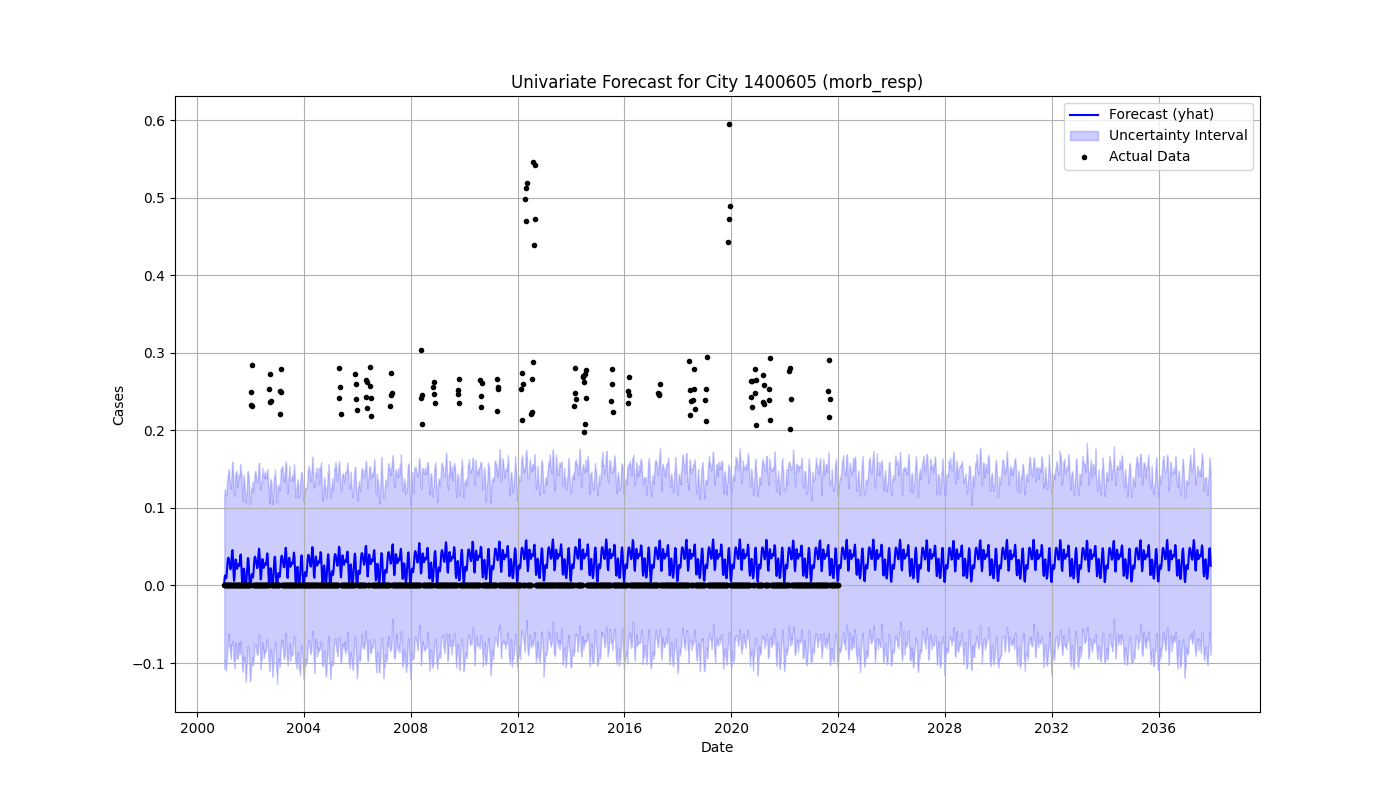 Univariate Forecast for City 1400605 (morb_resp)
Forecast (yhat)
Uncertainty Interval
Actual Data
Cases
0.6
0.5
0.4
0.3
0.2
0.1
0.0
−0.1
2000 2004 2008 2012 2016 2020 2024 2028 2032 2036
Date